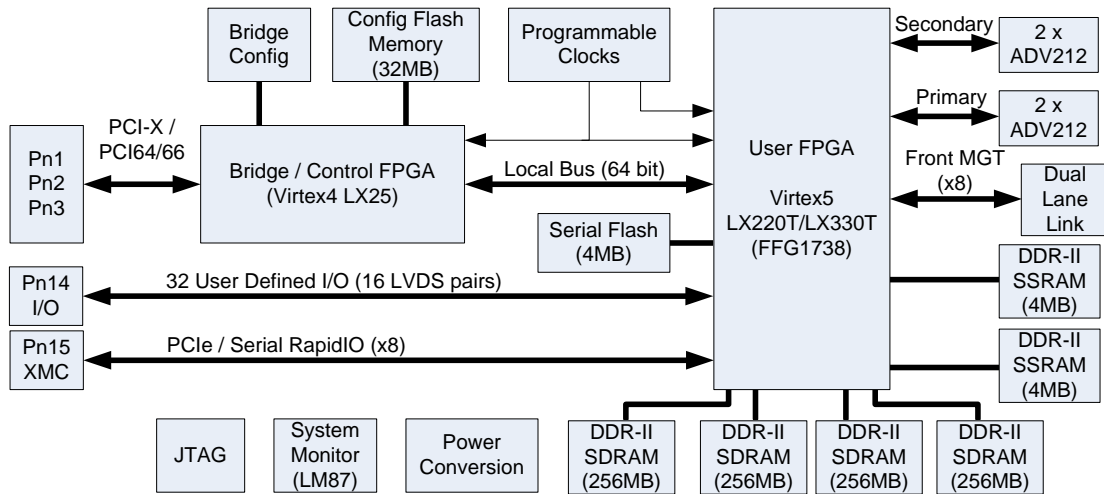 Bridge
Config
Config Flash
Memory
(32MB)
Programmable
Clocks
Secondary
2 x
ADV212
Primary
2 x
ADV212
PCI-X /
PCI64/66
Pn1
Pn2
Pn3
Bridge / Control FPGA
(Virtex4 LX25)
Local Bus (64 bit)
User FPGA
Virtex5
LX220T/LX330T
(FFG1738)
Front MGT
(x8)
Dual
Lane
Link
Serial Flash
(4MB)
DDR-II
SSRAM
(4MB)
Pn14
I/O
32 User Defined I/O (16 LVDS pairs)
Pn15
XMC
PCIe / Serial RapidIO (x8)
DDR-II
SSRAM
(4MB)
JTAG
System
Monitor
(LM87)
Power
Conversion
DDR-II
SDRAM
(256MB)
DDR-II
SDRAM
(256MB)
DDR-II
SDRAM
(256MB)
DDR-II
SDRAM
(256MB)